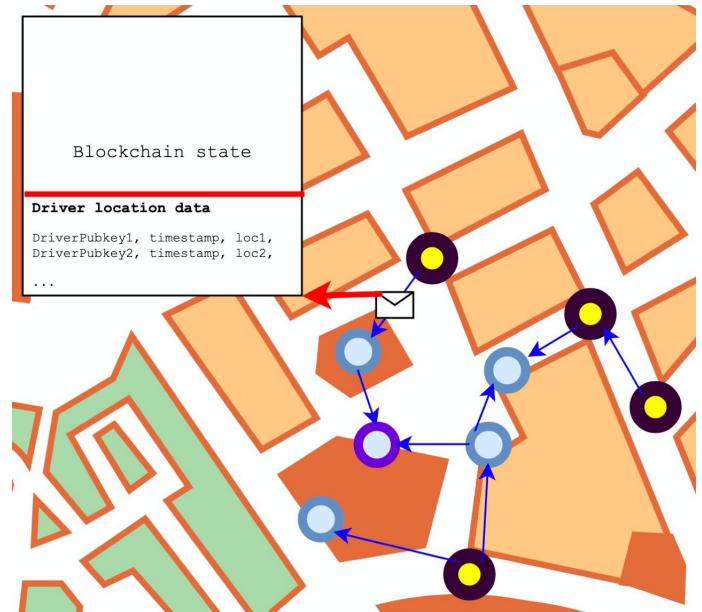 Blockchain state
Driver location data
DriverPubkey1, timestamp, loc1,
DriverPubkey2, timestamp, loc2,
...